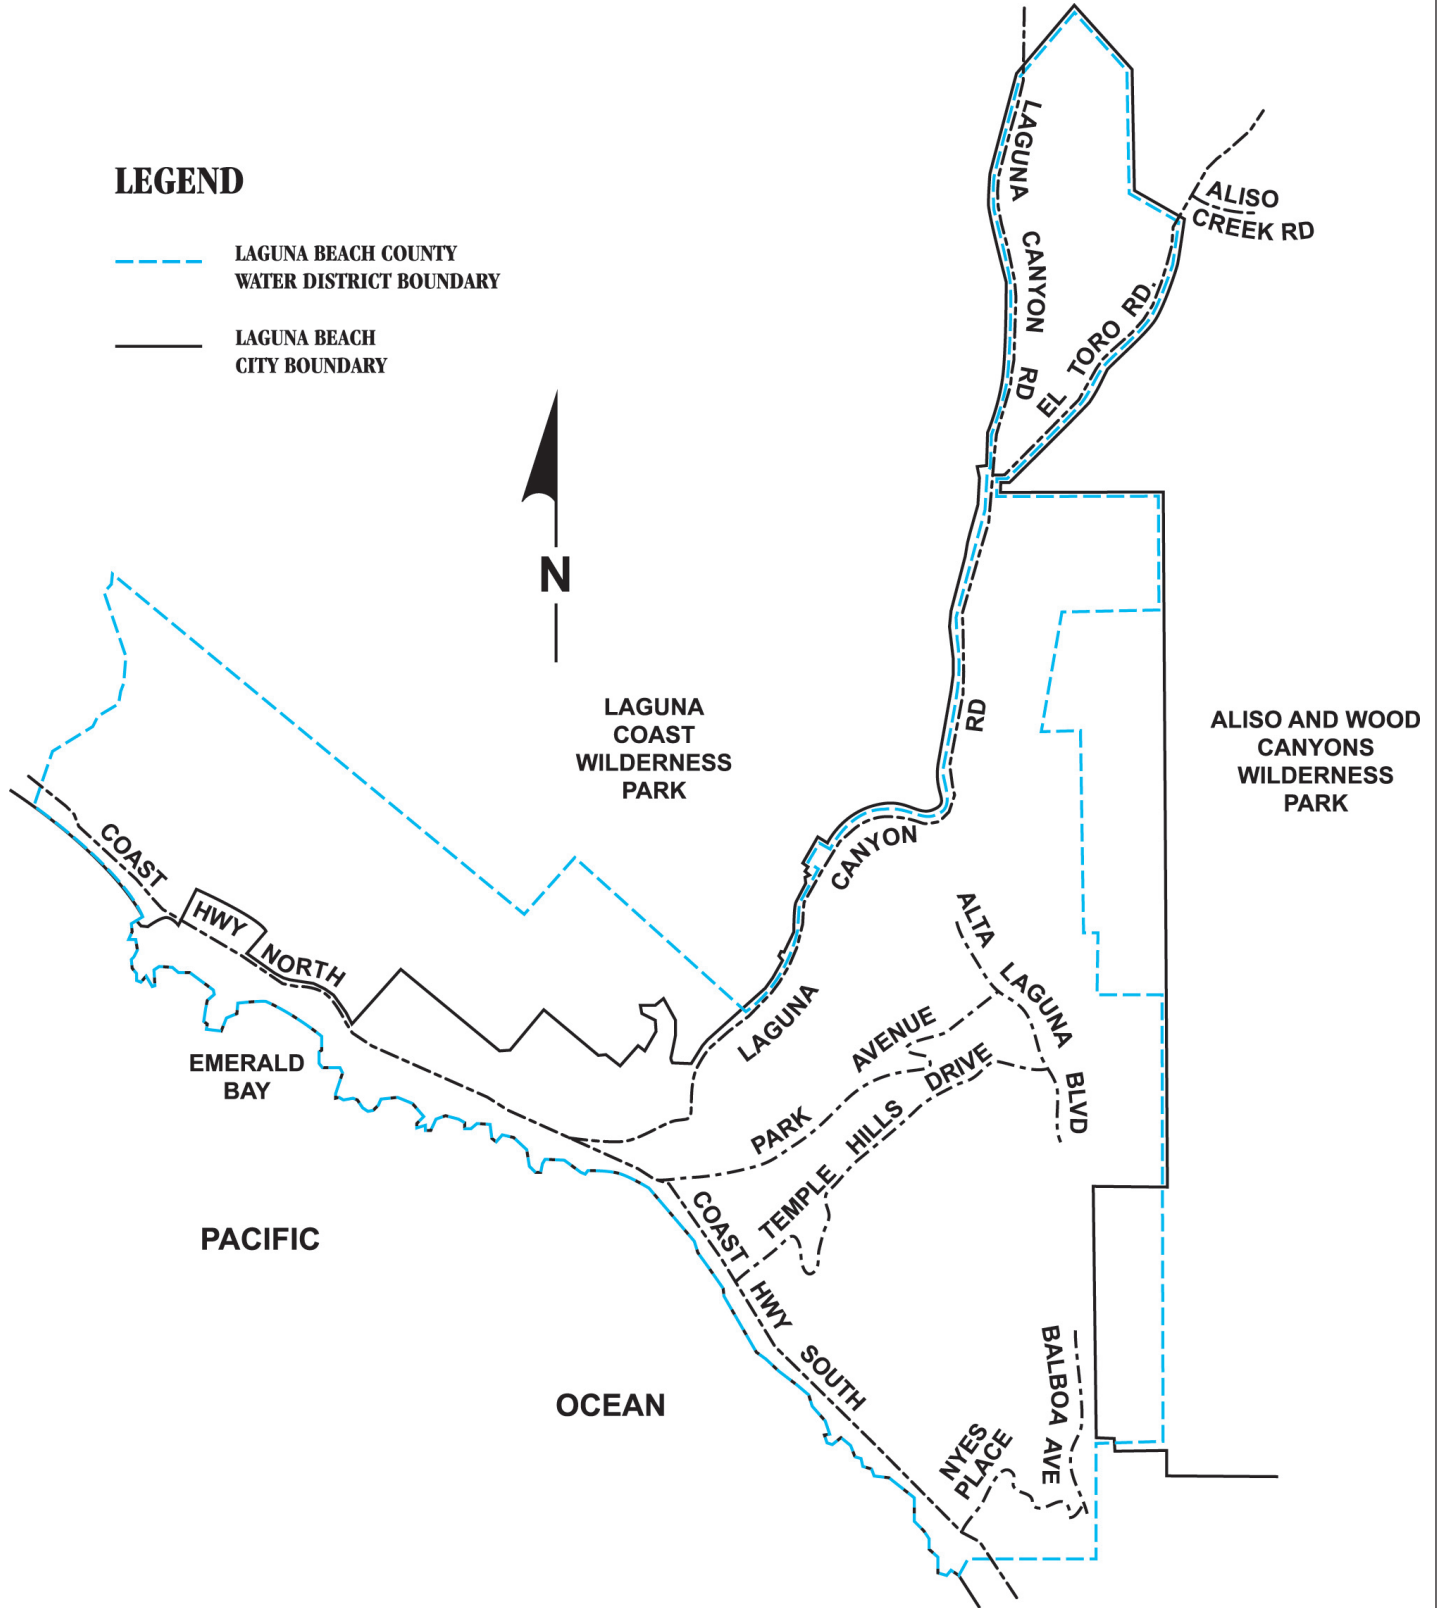 LEGEND
LAGUNA BEACH COUNTY
WATER DISTRICT BOUNDARY
LAGUNA BEACH
CITY BOUNDARY
N
LAGUNA CANYON RD
ALISO
CREEK RD
EL TORO RD.
LAGUNA
COAST
WILDERNESS
PARK
ALISO AND WOOD
CANYONS
WILDERNESS
PARK
LAGUNA CANYON RD
COAST HWY NORTH
EMERALD
BAY
ALTA LAGUNA BLVD
PARK AVENUE
TEMPLE HILLS DRIVE
COAST HWY SOUTH
PACIFIC
OCEAN
BALBOA AVE
NYES
PLACE